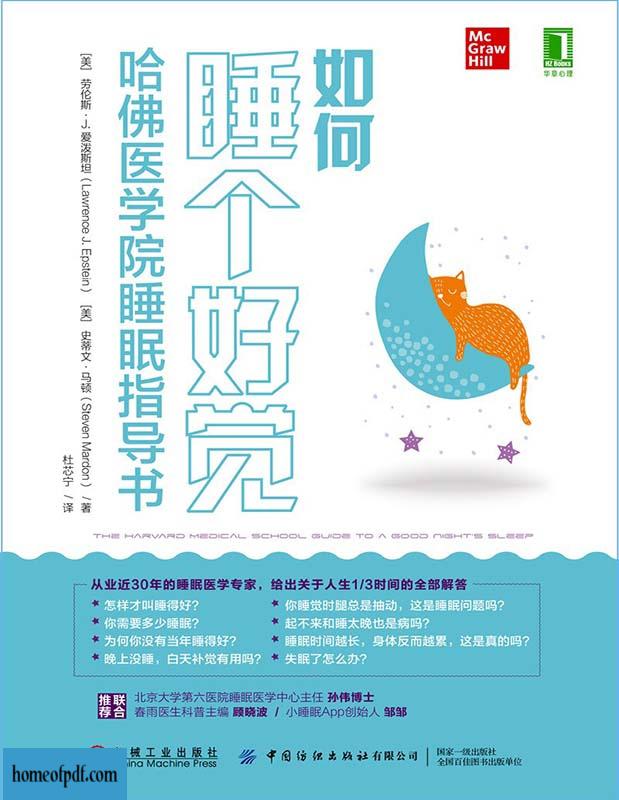 Mc
Graw
Hill
HZ Books
华章心理
如何
睡个好觉
哈佛医学院睡眠指导书
[美] 劳伦斯·J.爱泼斯坦（Lawrence J. Epstein） [美] 史蒂文·马顿（Steven Mardon）/ 著
杜芯宁 / 译
THE HARVARD MEDICAL SCHOOL GUIDE TO A GOOD NIGHT'S SLEEP
从业近30年的睡眠医学专家，给出关于人生1/3时间的全部解答
怎样才叫睡得好？
你需要多少睡眠？
为何你没有当年睡得好？
晚上没睡，白天补觉有用吗？
你睡觉时腿总是抽动，这是睡眠问题吗？
起不来和睡太晚也是病吗？
睡眠时间越长，身体反而越累，这是真的吗？
失眠了怎么办？
联合推荐
北京大学第六医院睡眠医学中心主任 孙伟博士
春雨医生科普主编 顾晓波 / 小睡眠App创始人 邹邹
机械工业出版社
China Machine Press
中国纺织出版社有限公司
国家一级出版社
全国百佳图书出版单位
homeofpdf.com